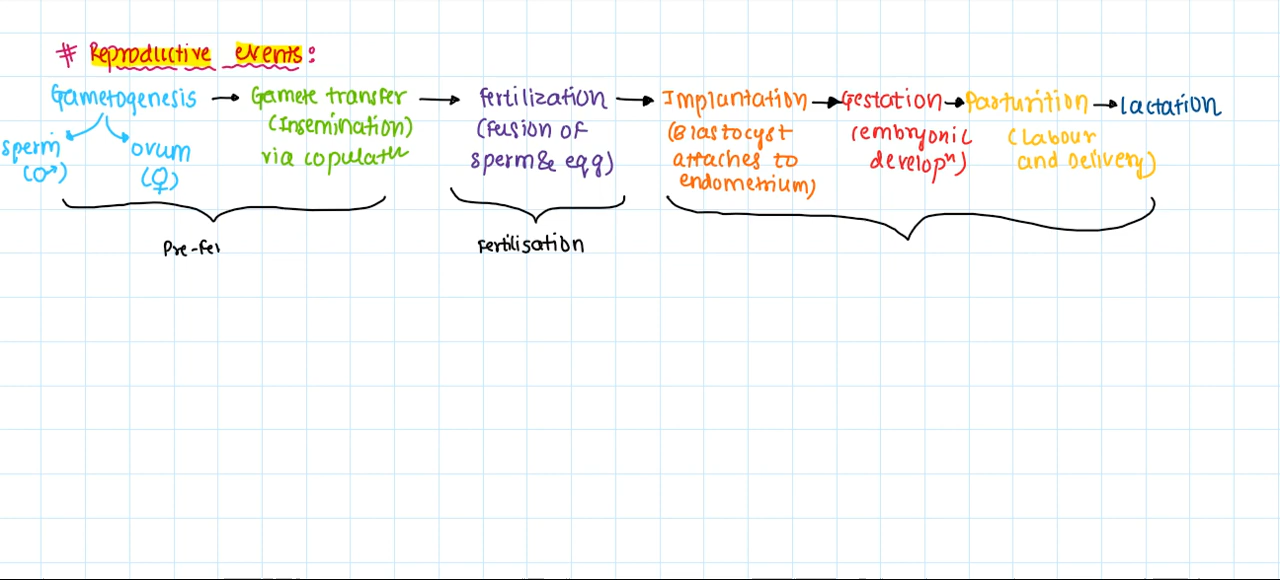 # Reproductive events:
Gametogenesis → Gamete transfer → fertilization → Implantation → Gestation → Parturition → Lactation
sperm (♂)
ovum (♀)
(Insemination)
via copulatn
(fusion of
sperm & egg)
(Blastocyst
attaches to
endometrium)
(embryonic
developⁿ)
(Labour
and Delivery)
Pre-fer
Fertilisation